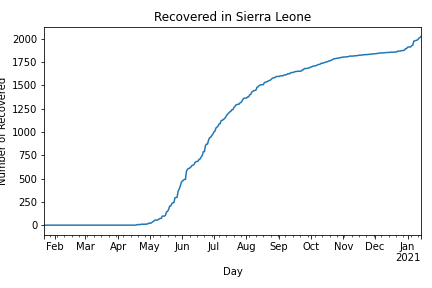 Recovered in Sierra Leone
Number of Recovered
2000
1750
1500
1250
1000
750
500
250
0
Feb Mar Apr May Jun Jul Aug Sep Oct Nov Dec Jan
2021
Day